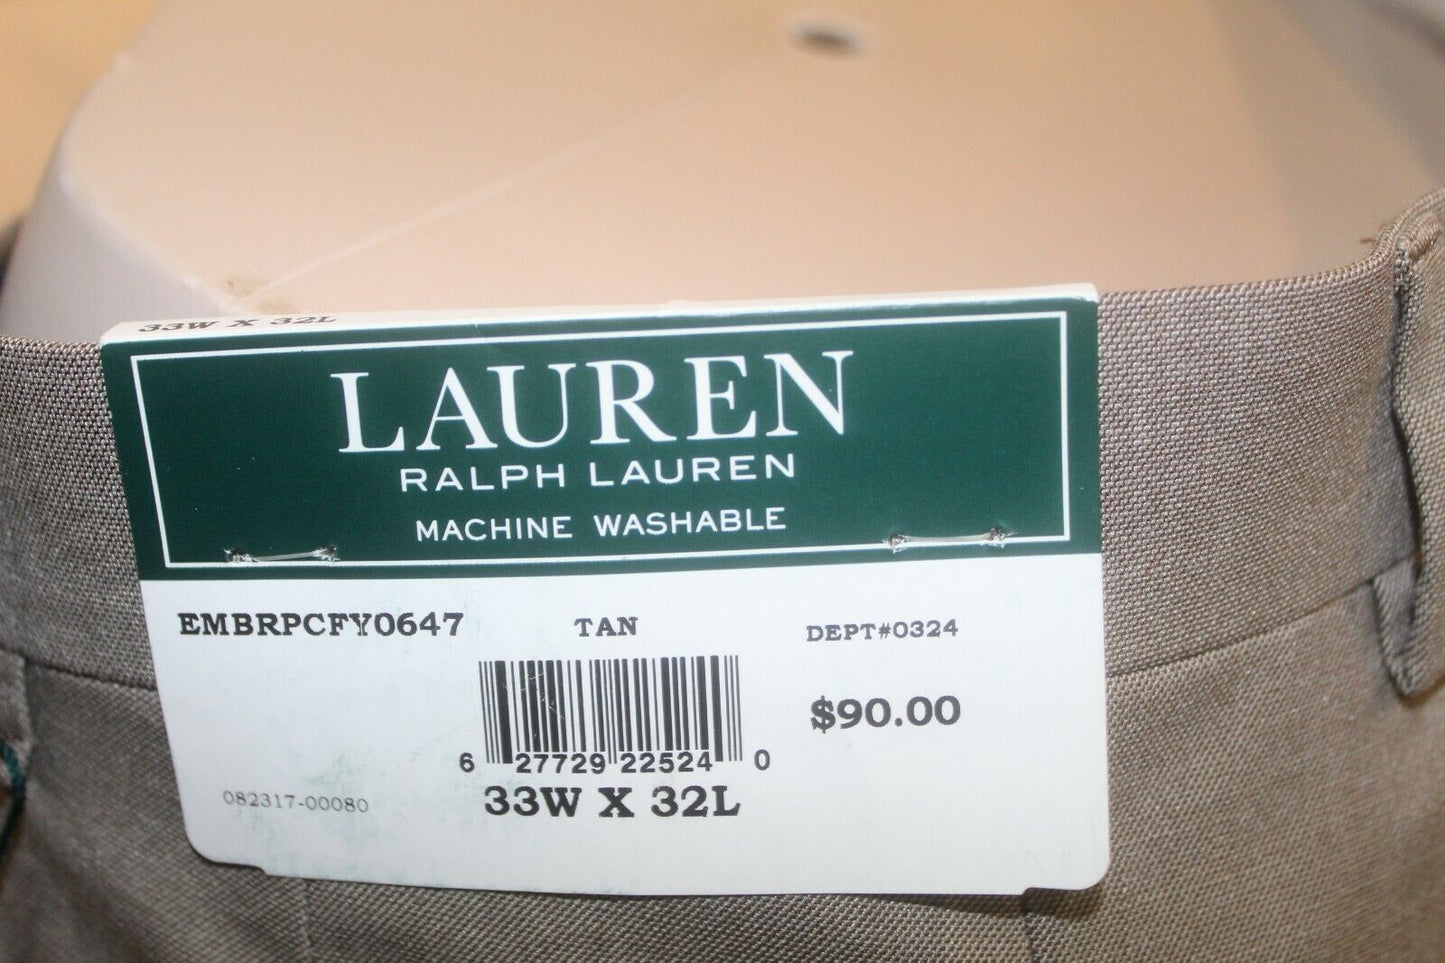 33W X 32L
LAUREN
RALPH LAUREN
MACHINE WASHABLE
EMBRPCFY0647 TAN DEPT#0324
$90.00
6 27729 22524 0
082317-00080 33W X 32L